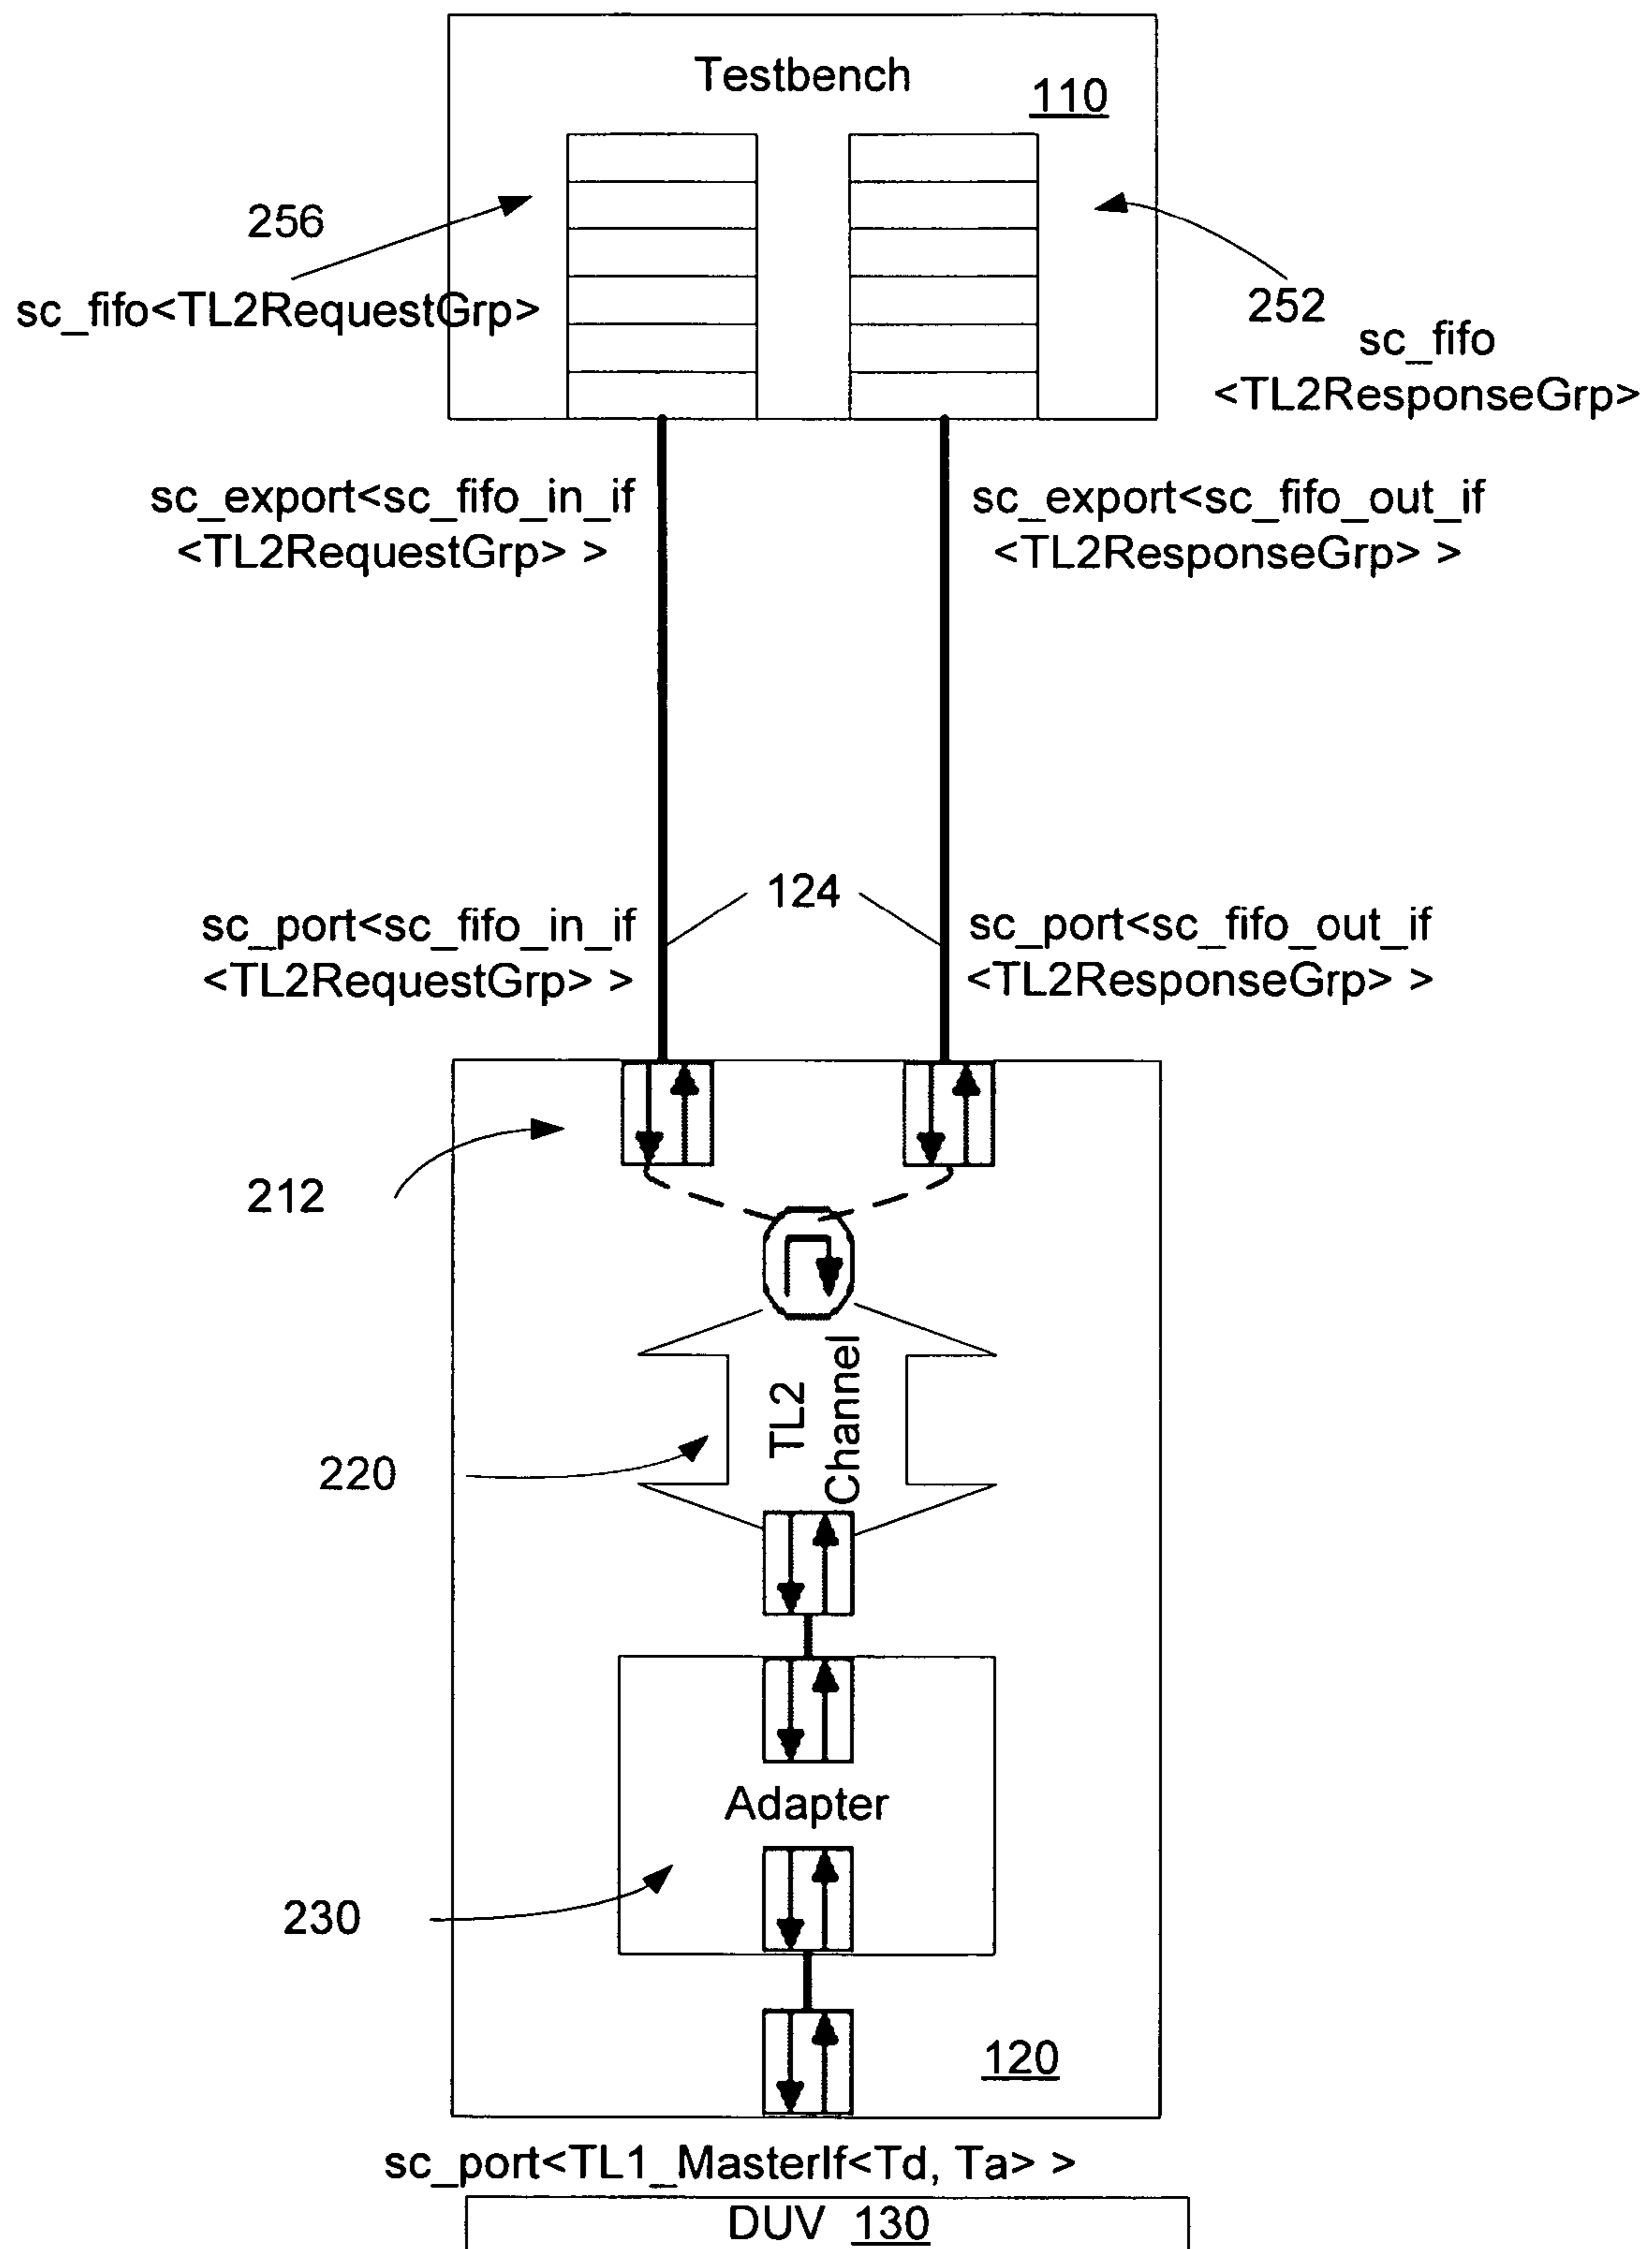 Testbench
110
256
sc_fifo<TL2RequestGrp>
252
sc_fifo
<TL2ResponseGrp>
sc_export<sc_fifo_in_if
<TL2RequestGrp> >
sc_export<sc_fifo_out_if
<TL2ResponseGrp> >
124
sc_port<sc_fifo_in_if
<TL2RequestGrp> >
sc_port<sc_fifo_out_if
<TL2ResponseGrp> >
212
TL2
Channel
220
Adapter
230
120
sc_port<TL1_MasterIf<Td, Ta> >
DUV 130